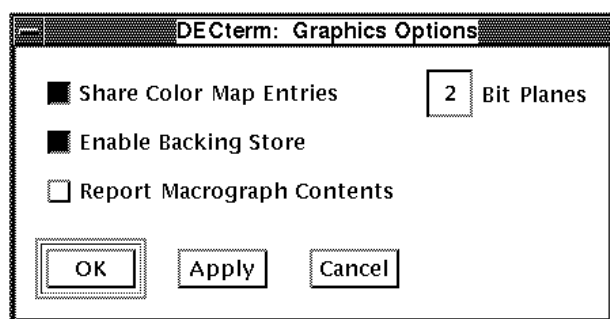 DECterm: Graphics Options
Share Color Map Entries
2 Bit Planes
Enable Backing Store
Report Macrograph Contents
OK
Apply
Cancel